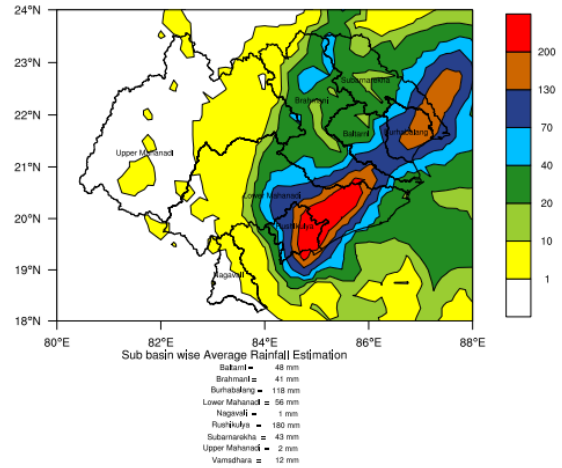 24°N
23°N
22°N
21°N
20°N
19°N
18°N
80°E 82°E 84°E 86°E 88°E
Subarnarekha
Brahmani
Baitarni
Burhabalang
Upper Mahanadi
Lower Mahanadi
Rushikulya
Nagavali
200
130
70
40
20
10
1
Sub basin wise Average Rainfall Estimation
Baitarni = 48 mm
Brahmani = 41 mm
Burhabalang = 118 mm
Lower Mahanadi = 56 mm
Nagavali = 1 mm
Rushikulya = 180 mm
Subarnarekha = 43 mm
Upper Mahanadi = 2 mm
Vamsdhara = 12 mm